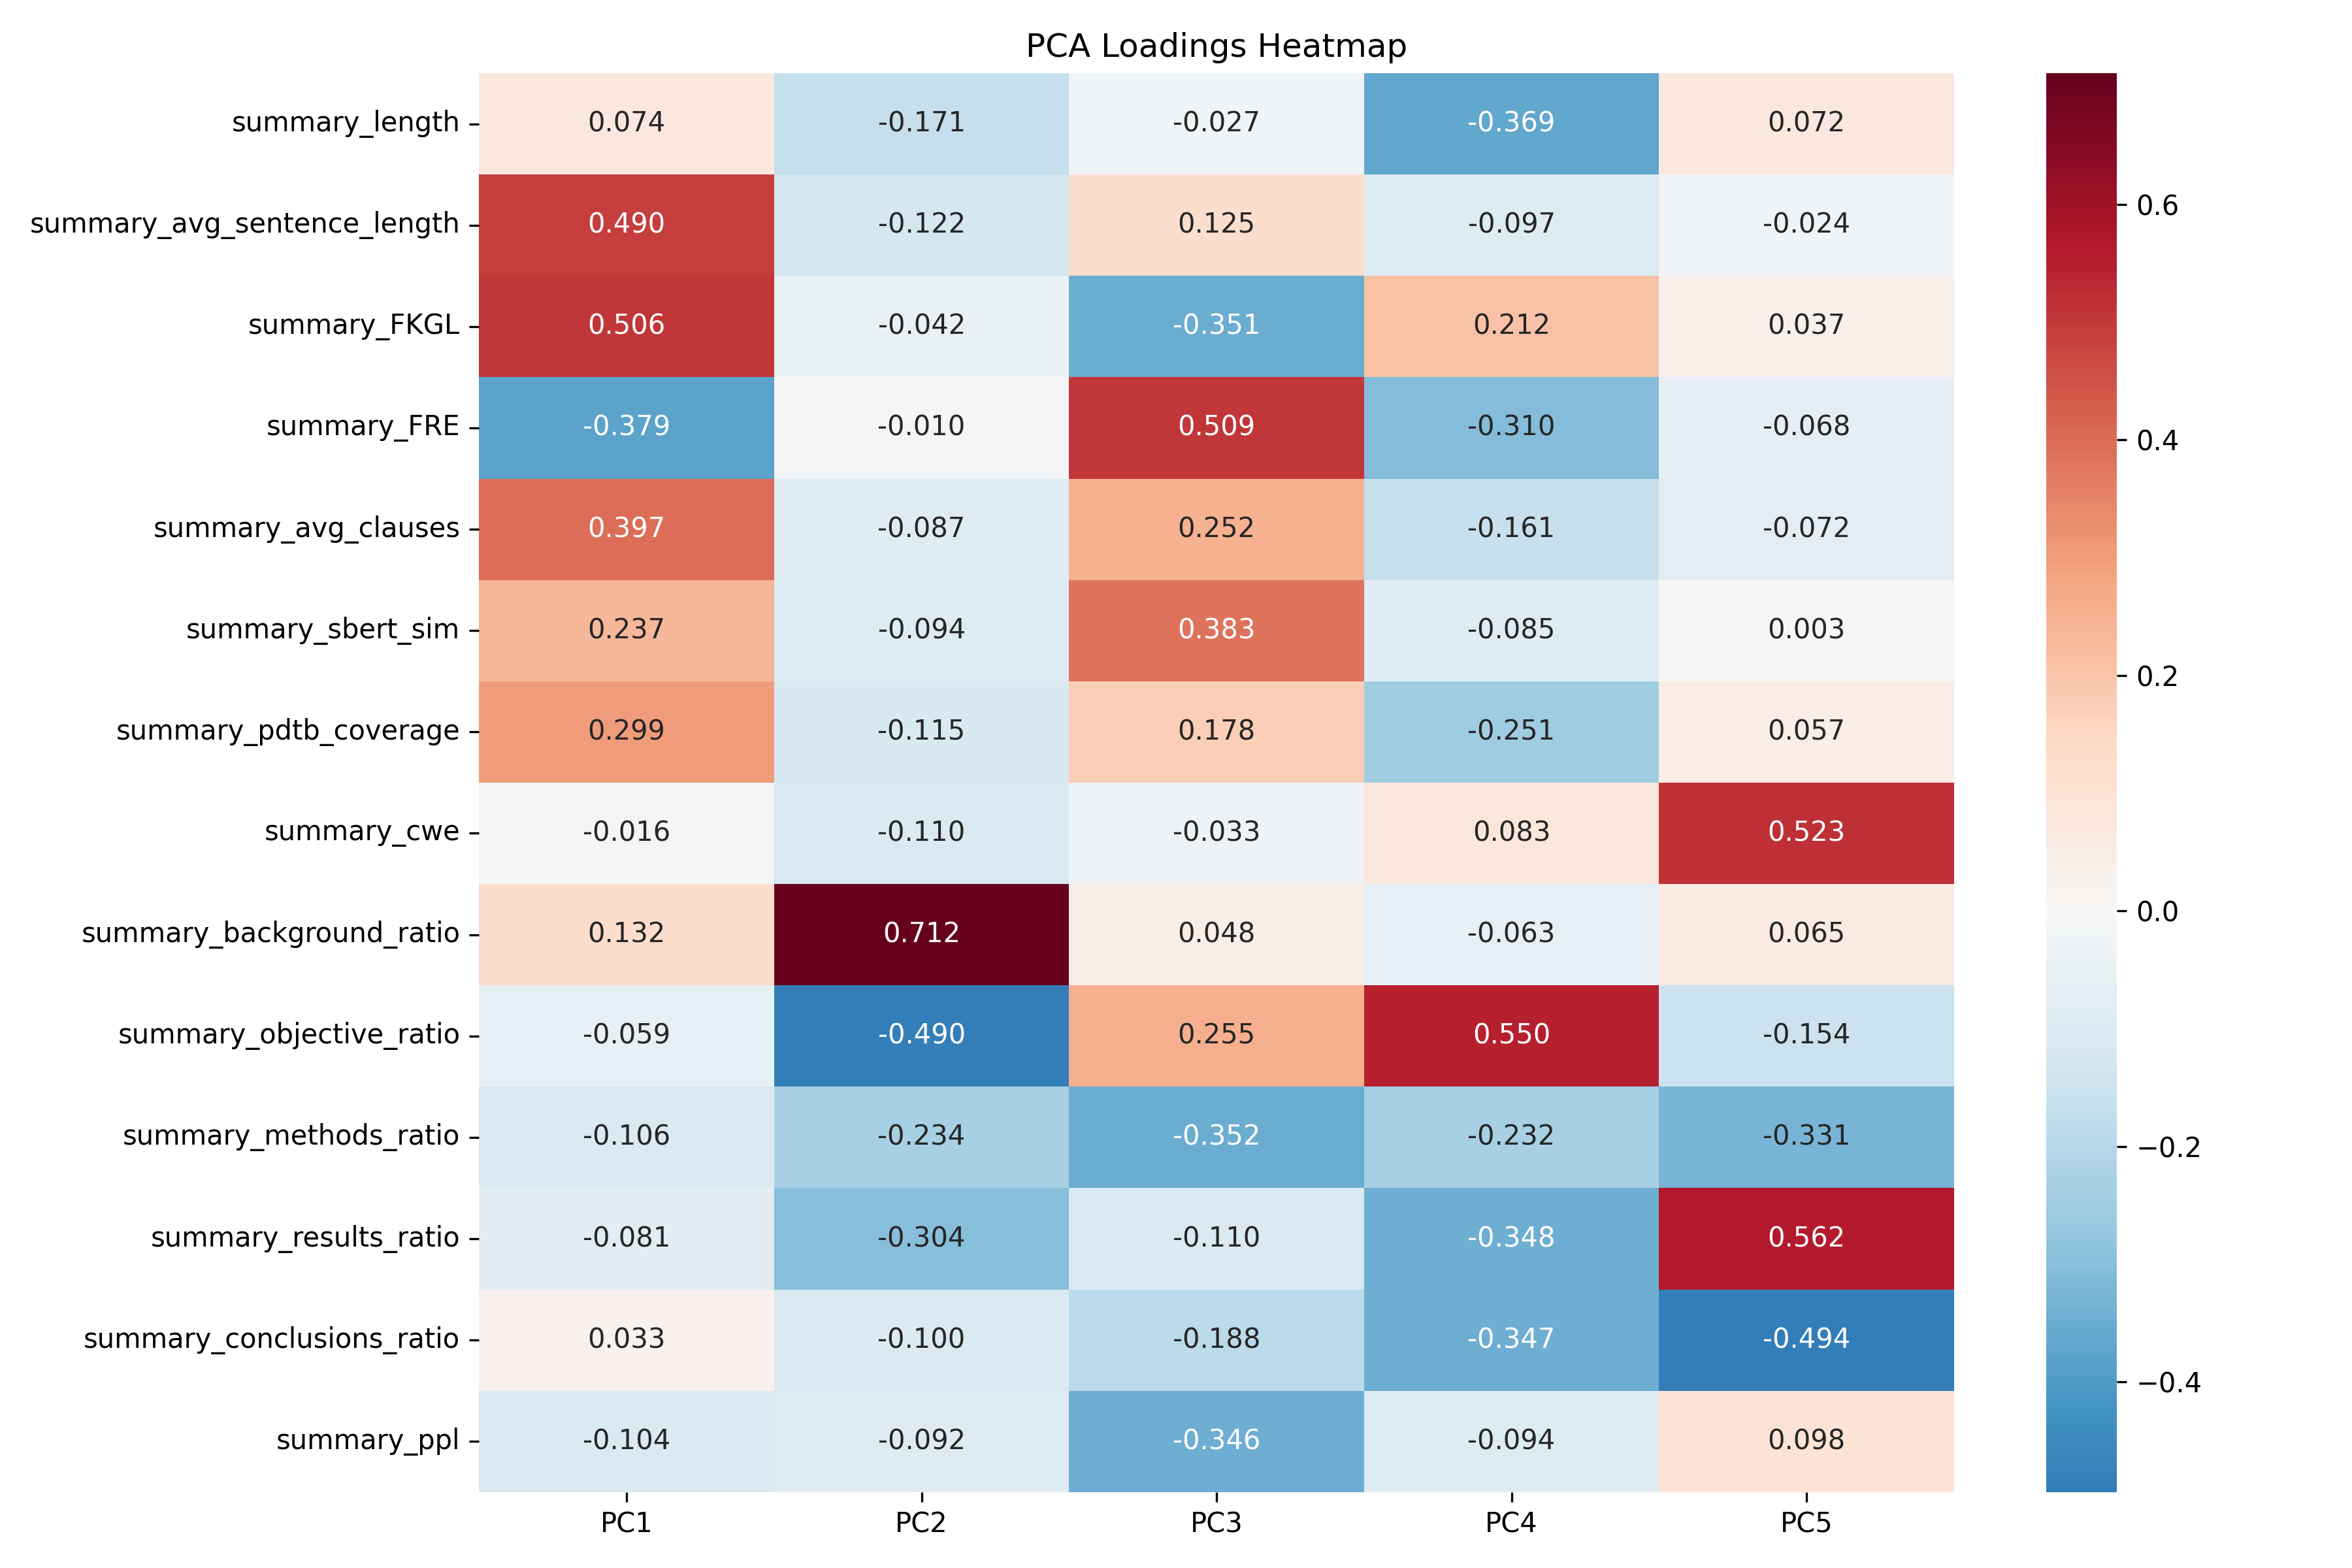 PCA Loadings Heatmap
summary_length 0.074 -0.171 -0.027 -0.369 0.072
summary_avg_sentence_length 0.490 -0.122 0.125 -0.097 -0.024
summary_FKGL 0.506 -0.042 -0.351 0.212 0.037
summary_FRE -0.379 -0.010 0.509 -0.310 -0.068
summary_avg_clauses 0.397 -0.087 0.252 -0.161 -0.072
summary_sbert_sim 0.237 -0.094 0.383 -0.085 0.003
summary_pdtb_coverage 0.299 -0.115 0.178 -0.251 0.057
summary_cwe -0.016 -0.110 -0.033 0.083 0.523
summary_background_ratio 0.132 0.712 0.048 -0.063 0.065
summary_objective_ratio -0.059 -0.490 0.255 0.550 -0.154
summary_methods_ratio -0.106 -0.234 -0.352 -0.232 -0.331
summary_results_ratio -0.081 -0.304 -0.110 -0.348 0.562
summary_conclusions_ratio 0.033 -0.100 -0.188 -0.347 -0.494
summary_ppl -0.104 -0.092 -0.346 -0.094 0.098
PC1 PC2 PC3 PC4 PC5
0.6
0.4
0.2
0.0
−0.2
−0.4